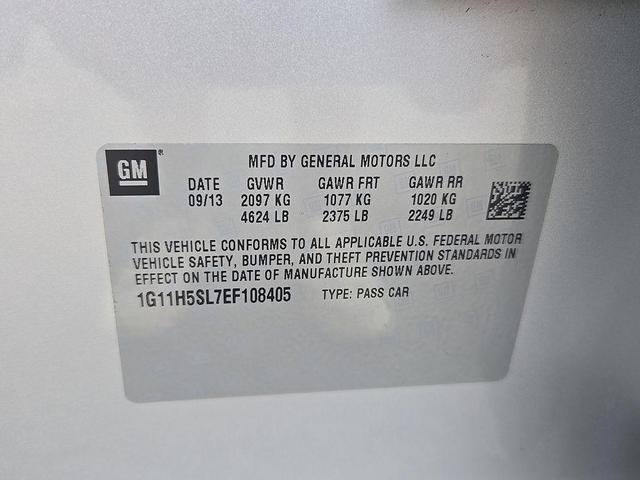 GM®
MFD BY GENERAL MOTORS LLC
DATE GVWR GAWR FRT GAWR RR
09/13 2097 KG 1077 KG 1020 KG
4624 LB 2375 LB 2249 LB
THIS VEHICLE CONFORMS TO ALL APPLICABLE U.S. FEDERAL MOTOR
VEHICLE SAFETY, BUMPER, AND THEFT PREVENTION STANDARDS IN
EFFECT ON THE DATE OF MANUFACTURE SHOWN ABOVE.
1G11H5SL7EF108405 TYPE: PASS CAR